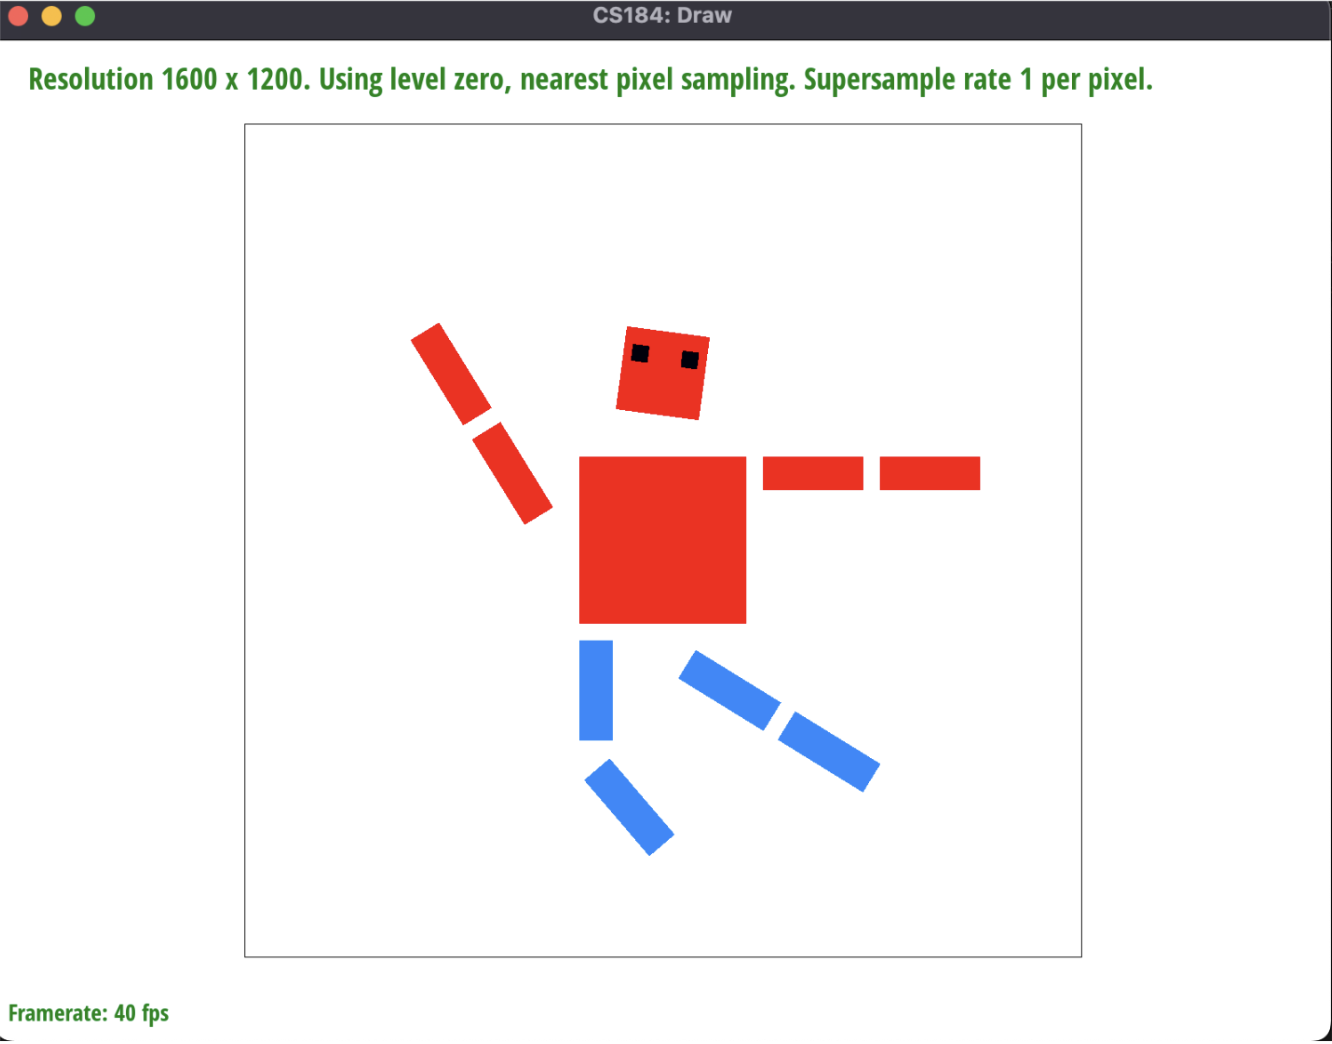 CS184: Draw
Resolution 1600 x 1200. Using level zero, nearest pixel sampling. Supersample rate 1 per pixel.
Framerate: 40 fps